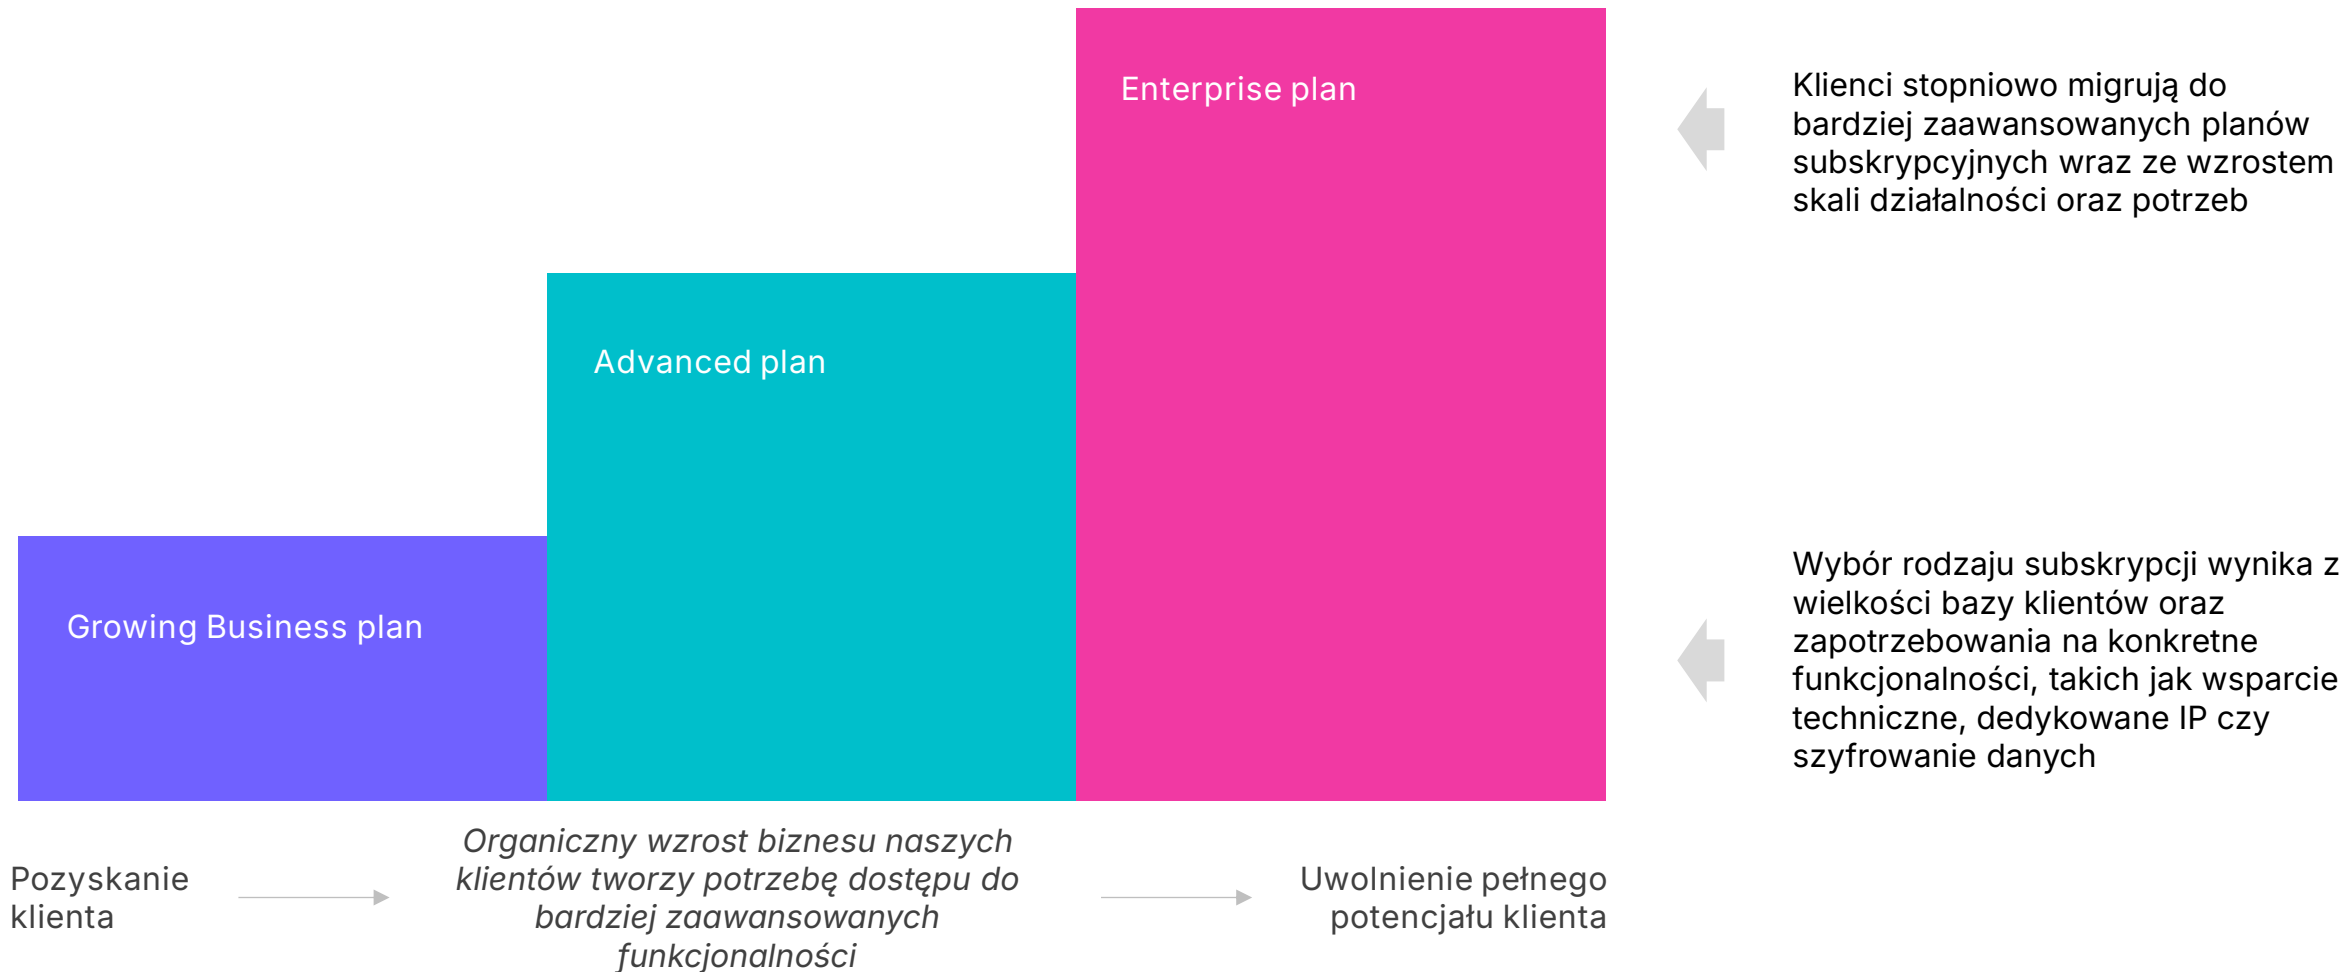 Enterprise plan
Klienci stopniowo migrują do
bardziej zaawansowanych planów
subskrypcyjnych wraz ze wzrostem
skali działalności oraz potrzeb
Advanced plan
Growing Business plan
Wybór rodzaju subskrypcji wynika z
wielkości bazy klientów oraz
zapotrzebowania na konkretne
funkcjonalności, takich jak wsparcie
techniczne, dedykowane IP czy
szyfrowanie danych
Pozyskanie
klienta
Organiczny wzrost biznesu naszych
klientów tworzy potrzebę dostępu do
bardziej zaawansowanych
funkcjonalności
Uwolnienie pełnego
potencjału klienta